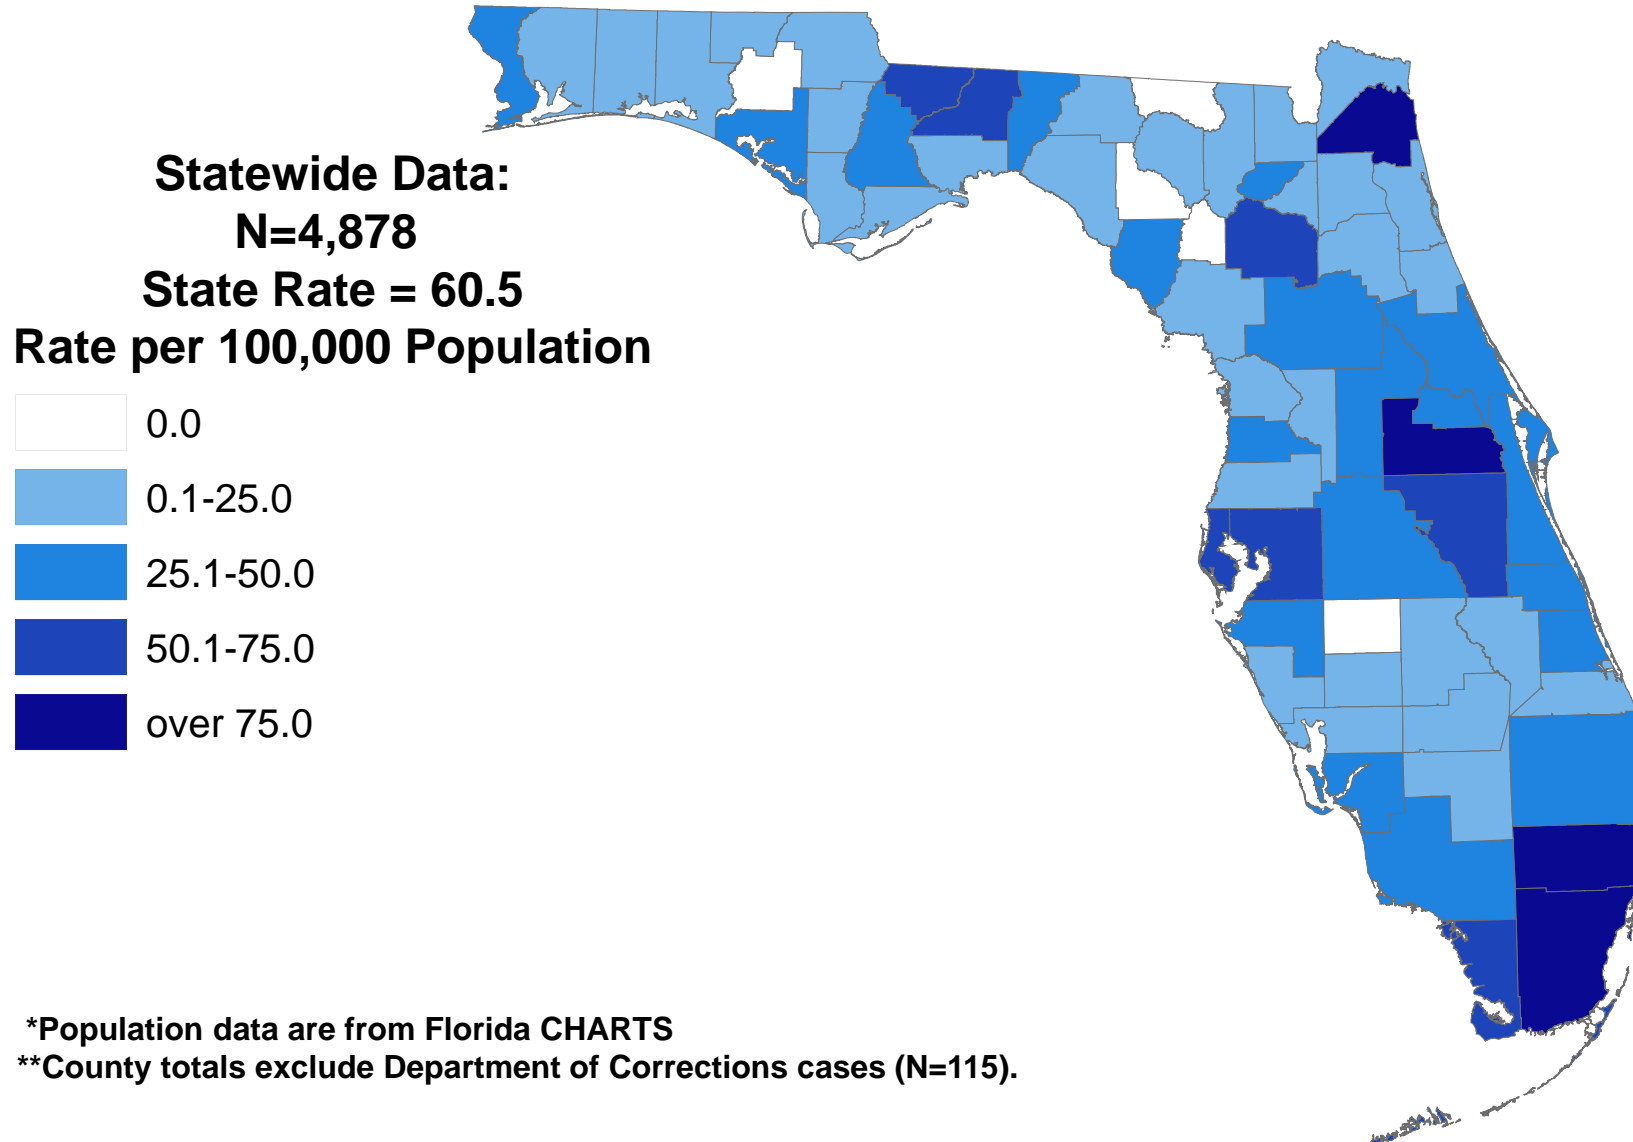 Statewide Data:
N=4,878
State Rate = 60.5
Rate per 100,000 Population
0.0
0.1-25.0
25.1-50.0
50.1-75.0
over 75.0
*Population data are from Florida CHARTS
**County totals exclude Department of Corrections cases (N=115).